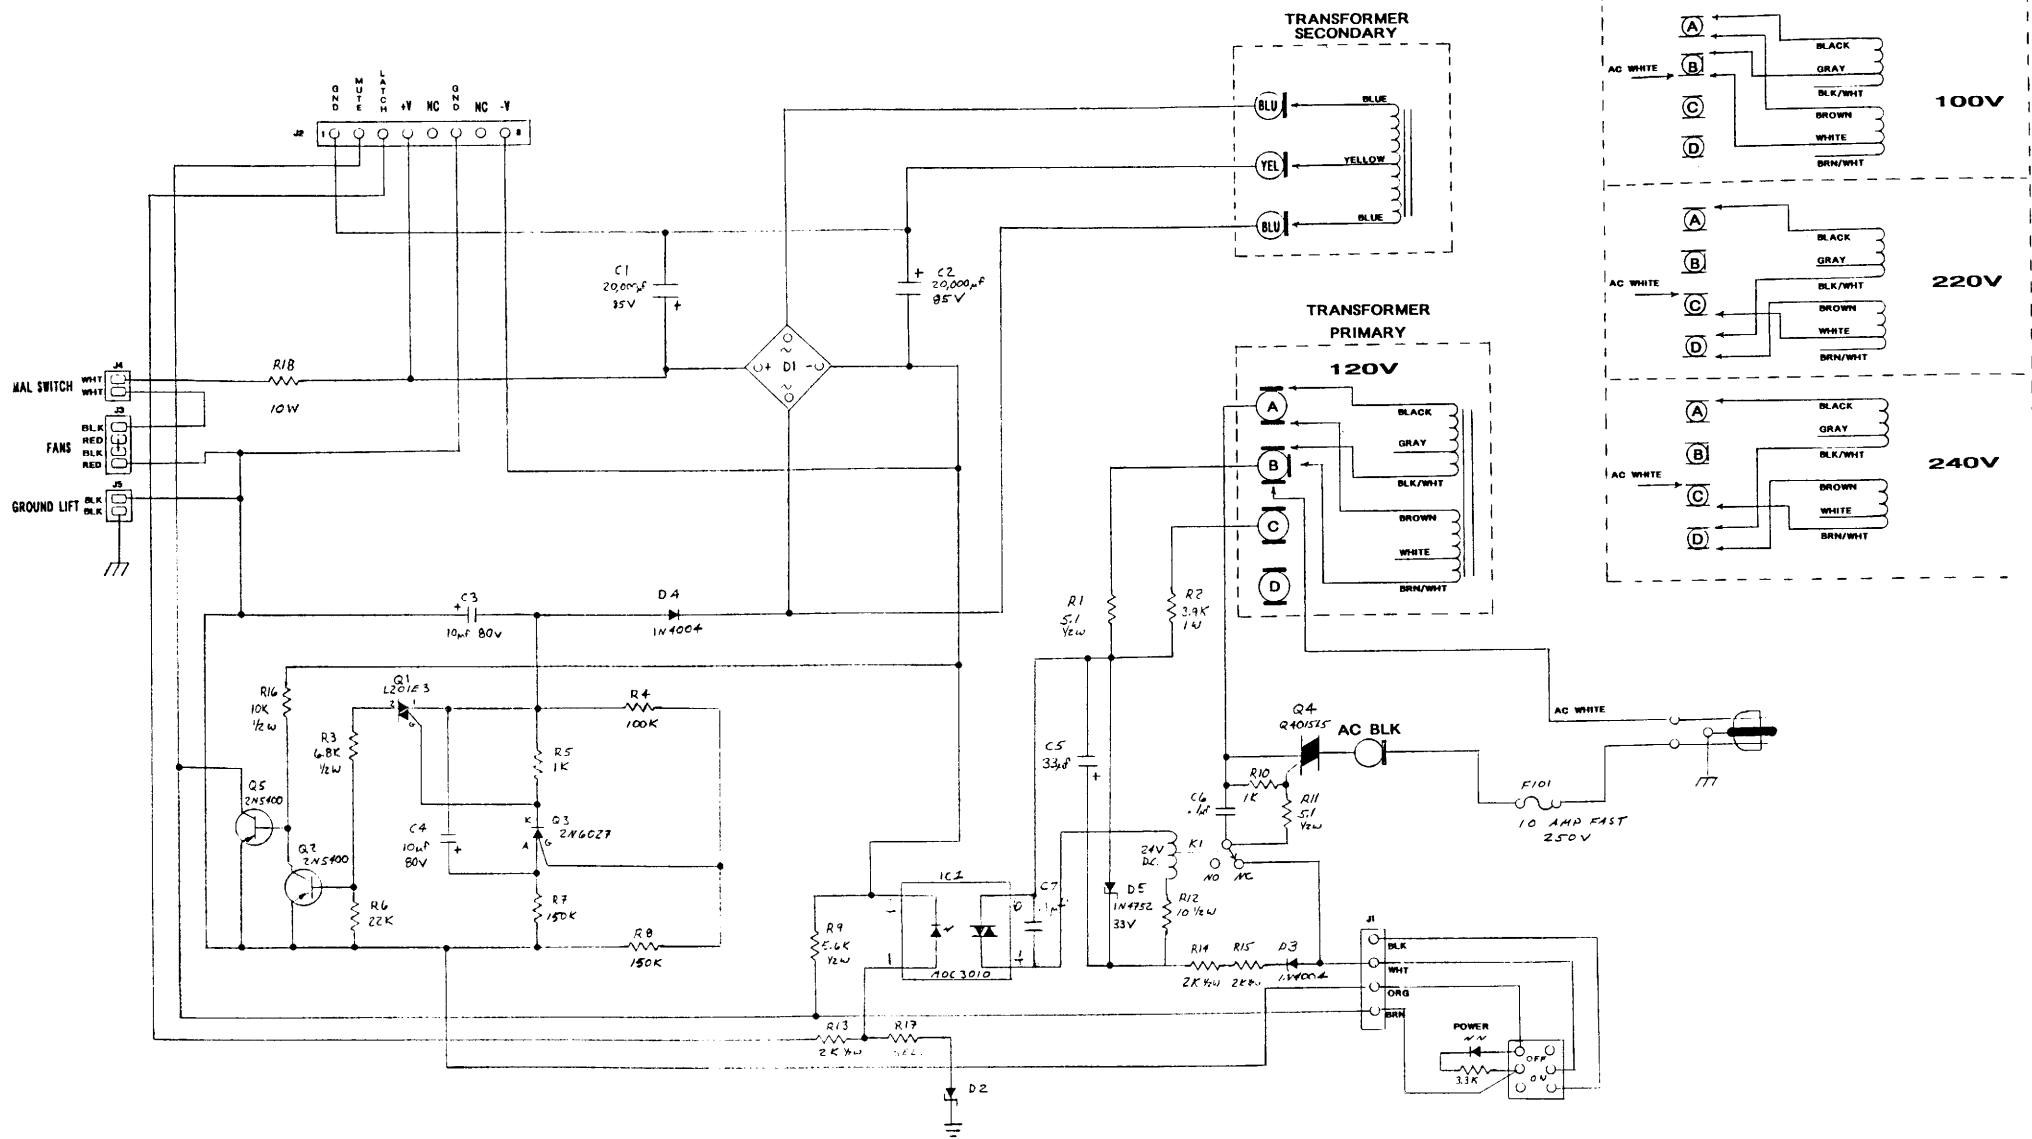 TRANSFORMER
SECONDARY
BLU
BLUE
YEL
YELLOW
BLU
BLUE
GND
MUTE
LATCH
+V
NC
GND
NC
-V
J2
1
8
C1
85V
+
+ C2
20,000µf
85V
D1
+
-
~
~
J4
MAL SWITCH
WHT
WHT
R18
10W
J3
FANS
BLK
RED
BLK
RED
J5
GROUND LIFT
BLK
BLK
TRANSFORMER
PRIMARY
120V
A
B
C
D
BLACK
GRAY
BLK/WHT
BROWN
WHITE
BRN/WHT
AC WHITE
A
B
C
D
BLACK
GRAY
BLK/WHT
BROWN
WHITE
BRN/WHT
100V
AC WHITE
A
B
C
D
BLACK
GRAY
BLK/WHT
BROWN
WHITE
BRN/WHT
220V
AC WHITE
A
B
C
D
BLACK
GRAY
BLK/WHT
BROWN
WHITE
BRN/WHT
240V
+ C3
10µf 80V
D4
1N4004
R1
5.1
½W
R2
3.9K
1W
R16
10K
½W
Q1
L201E3
2
1
G
R3
6.8K
½W
R4
100K
R5
1K
Q3
2N6027
K
A
G
C4
10µf
80V
+
Q5
2N5400
Q2
2N5400
R6
22K
R7
150K
R8
150K
C5
33µf
+
Q4
AC BLK
AC WHITE
R10
1K
R11
5.1
½W
C6
.1µf
F101
10 AMP FAST
250V
24V
D.C.
K1
NO
NC
R12
10 ½W
D5
1N4752
33V
IC1
MOC3010
C7
R9
5.6K
½W
R14
2K ½W
R15
D3
1N4004
J1
BLK
WHT
ORG
BRN
R13
2K ½W
R17
D2
POWER
3.3K
OFF
ON